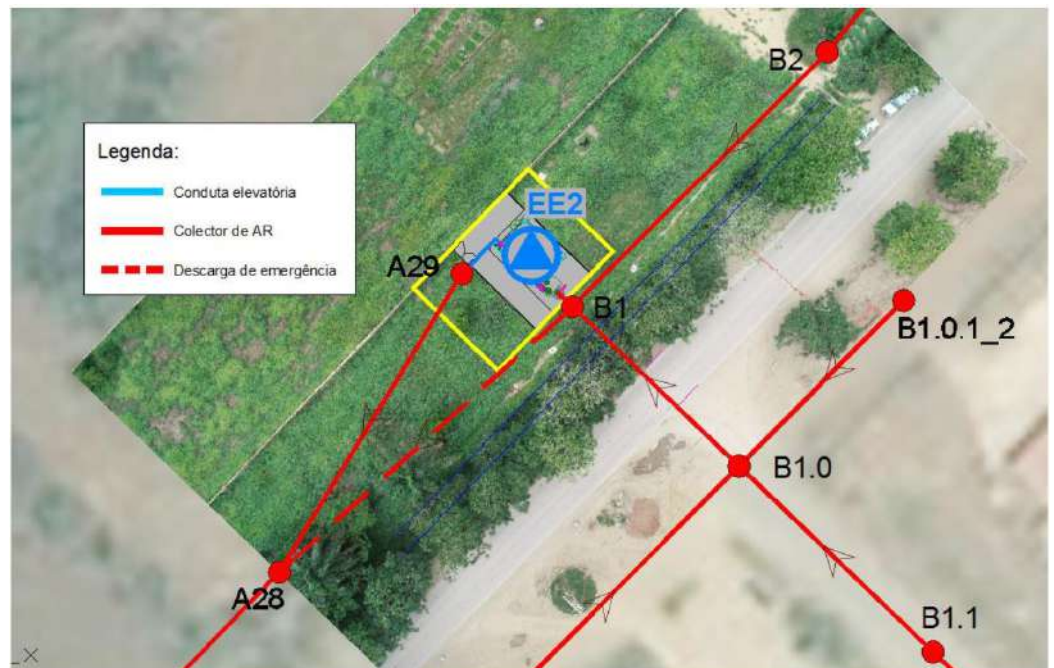 B2
Legenda:
Conduta elevatória
Colector de AR
Descarga de emergência
EE2
A29
B1
B1.0.1_2
B1.0
A28
B1.1
X